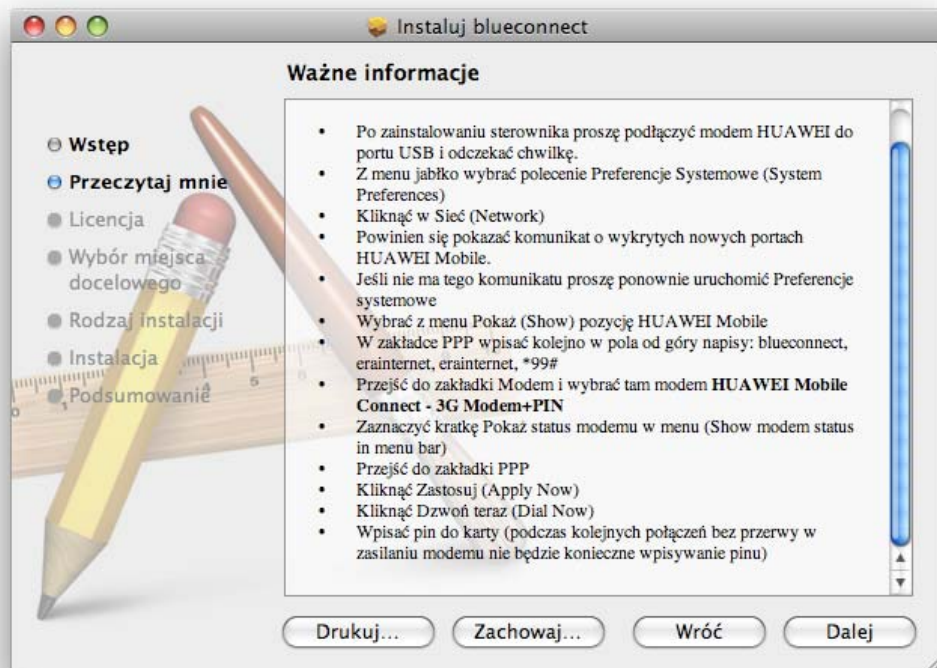 Instaluj blueconnect
Ważne informacje
Wstęp
Przeczytaj mnie
Licencja
Wybór miejsca
docelowego
Rodzaj instalacji
Instalacja
Podsumowanie
• Po zainstalowaniu sterownika proszę podłączyć modem HUAWEI do
portu USB i odczekać chwilkę.
• Z menu jabłko wybrać polecenie Preferencje Systemowe (System
Preferences)
• Kliknąć w Sieć (Network)
• Powinien się pokazać komunikat o wykrytych nowych portach
HUAWEI Mobile.
• Jeśli nie ma tego komunikatu proszę ponownie uruchomić Preferencje
systemowe
• Wybrać z menu Pokaż (Show) pozycję HUAWEI Mobile
• W zakładce PPP wpisać kolejno w pola od góry napisy: blueconnect,
erainternet, erainternet, *99#
• Przejść do zakładki Modem i wybrać tam modem HUAWEI Mobile
Connect - 3G Modem+PIN
• Zaznaczyć kratkę Pokaż status modemu w menu (Show modem status
in menu bar)
• Przejść do zakładki PPP
• Kliknąć Zastosuj (Apply Now)
• Kliknąć Dzwoń teraz (Dial Now)
• Wpisać pin do karty (podczas kolejnych połączeń bez przerwy w
zasilaniu modemu nie będzie konieczne wpisywanie pinu)
Drukuj... Zachowaj... Wróć Dalej